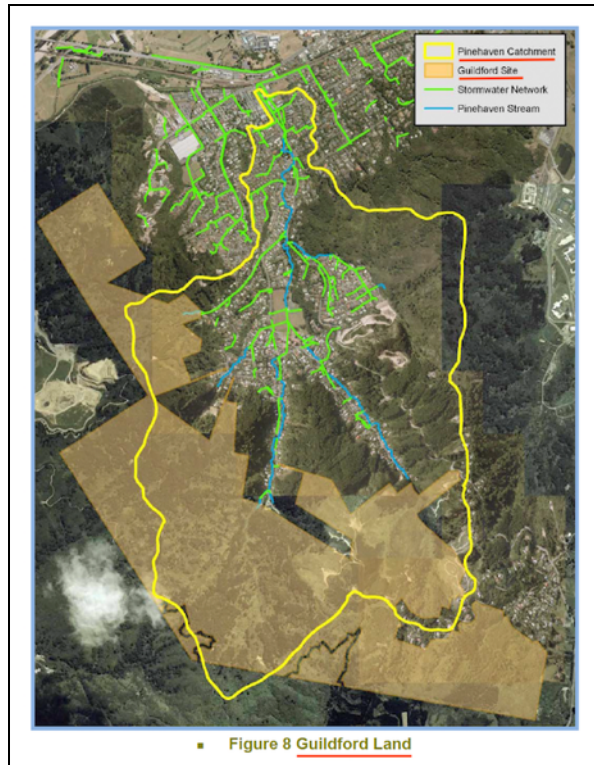 Pinehaven Catchment
Guildford Site
Stormwater Network
Pinehaven Stream
▪ Figure 8 Guildford Land